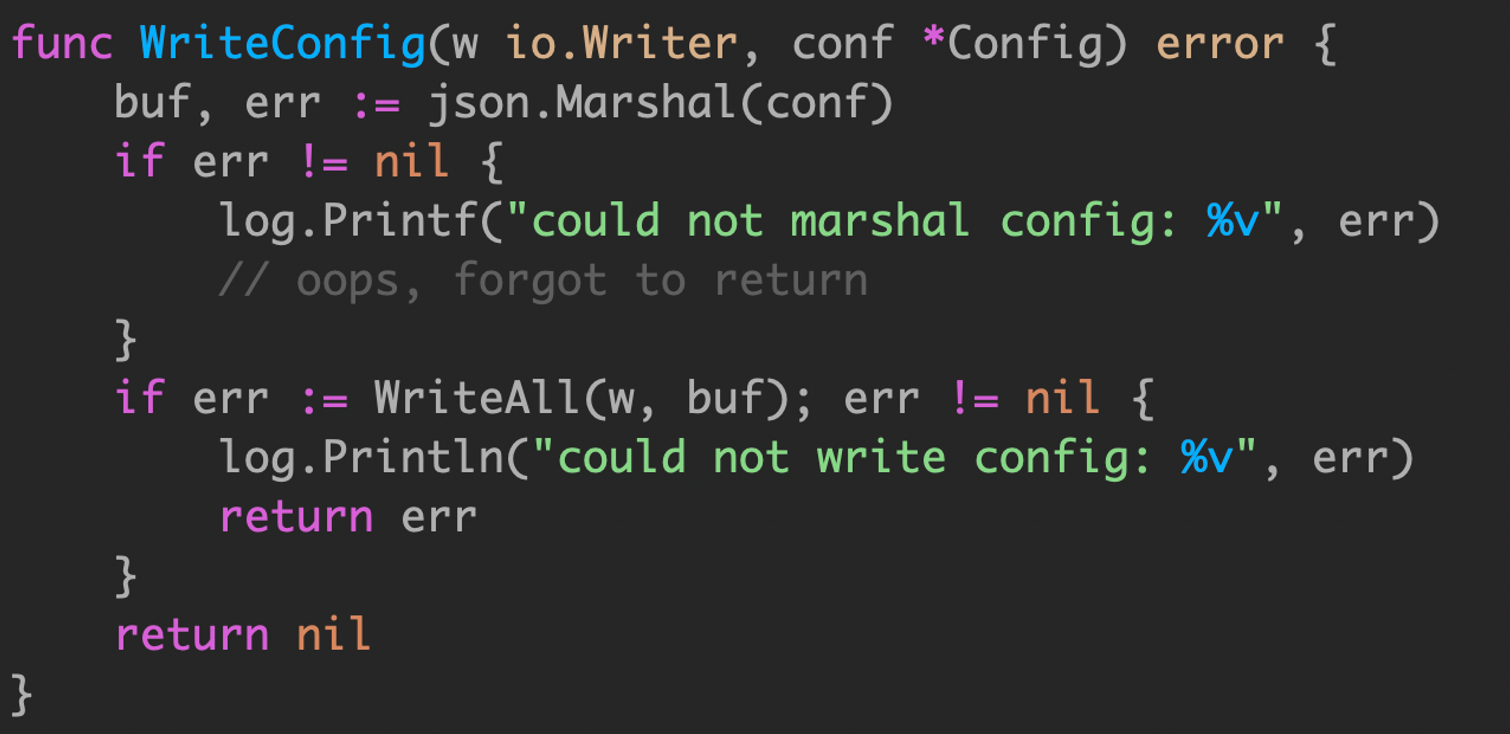 func WriteConfig(w io.Writer, conf *Config) error {
    buf, err := json.Marshal(conf)
    if err != nil {
        log.Printf("could not marshal config: %v", err)
        // oops, forgot to return
    }
    if err := WriteAll(w, buf); err != nil {
        log.Println("could not write config: %v", err)
        return err
    }
    return nil
}